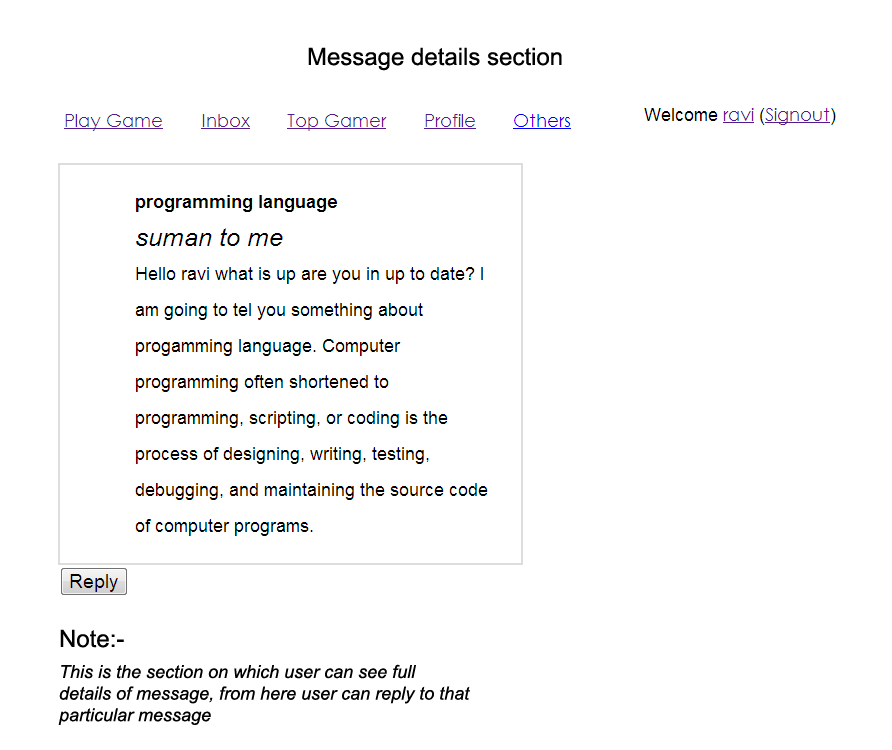 Message details section
Play Game Inbox Top Gamer Profile Others Welcome ravi (Signout)
programming language
suman to me
Hello ravi what is up are you in up to date? I
am going to tel you something about
progamming language. Computer
programming often shortened to
programming, scripting, or coding is the
process of designing, writing, testing,
debugging, and maintaining the source code
of computer programs.
Reply
Note:-
This is the section on which user can see full
details of message, from here user can reply to that
particular message